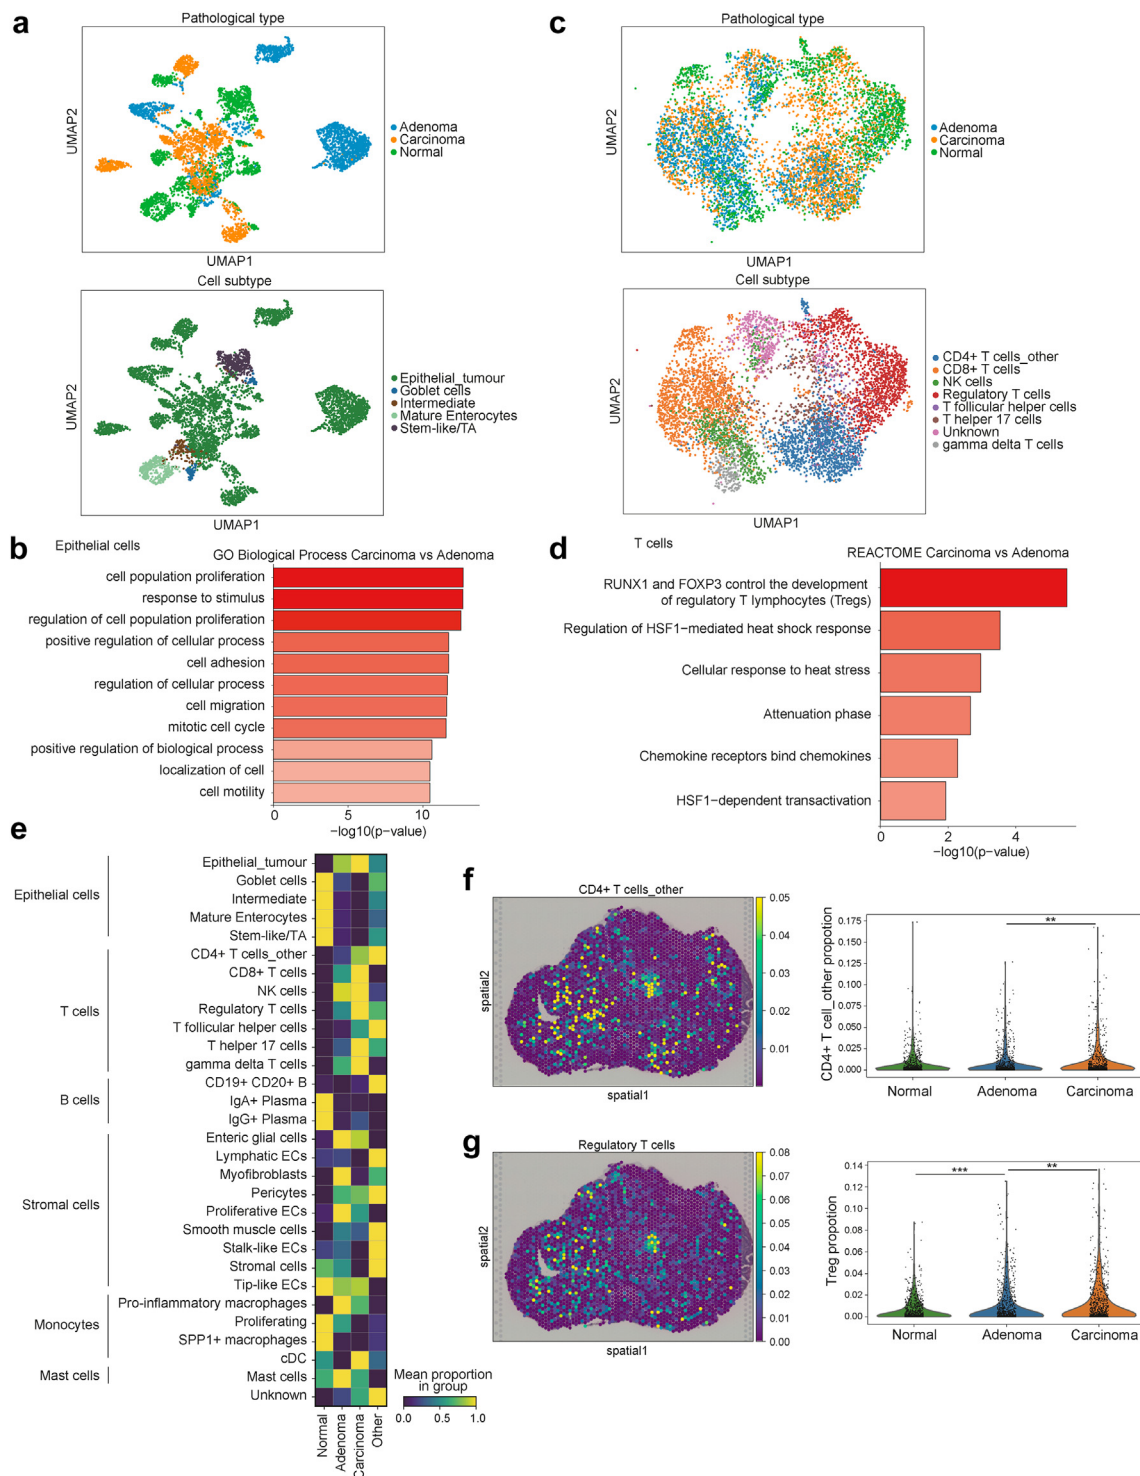 a
Pathological type
UMAP2
UMAP1
Adenoma
Carcinoma
Normal
Cell subtype
UMAP2
UMAP1
Epithelial_tumour
Goblet cells
Intermediate
Mature Enterocytes
Stem-like/TA
c
Pathological type
UMAP2
UMAP1
Adenoma
Carcinoma
Normal
Cell subtype
UMAP2
UMAP1
CD4+ T cells_other
CD8+ T cells
NK cells
Regulatory T cells
T follicular helper cells
T helper 17 cells
Unknown
gamma delta T cells
b
Epithelial cells
GO Biological Process Carcinoma vs Adenoma
cell population proliferation
response to stimulus
regulation of cell population proliferation
positive regulation of cellular process
cell adhesion
regulation of cellular process
cell migration
mitotic cell cycle
positive regulation of biological process
localization of cell
cell motility
0 5 10
−log10(p−value)
d
T cells
REACTOME Carcinoma vs Adenoma
RUNX1 and FOXP3 control the development
of regulatory T lymphocytes (Tregs)
Regulation of HSF1−mediated heat shock response
Cellular response to heat stress
Attenuation phase
Chemokine receptors bind chemokines
HSF1−dependent transactivation
0 2 4
−log10(p−value)
e
Epithelial cells
Epithelial_tumour
Goblet cells
Intermediate
Mature Enterocytes
Stem-like/TA
T cells
CD4+ T cells_other
CD8+ T cells
NK cells
Regulatory T cells
T follicular helper cells
T helper 17 cells
gamma delta T cells
B cells
CD19+ CD20+ B
IgA+ Plasma
IgG+ Plasma
Stromal cells
Enteric glial cells
Lymphatic ECs
Myofibroblasts
Pericytes
Proliferative ECs
Smooth muscle cells
Stalk-like ECs
Stromal cells
Tip-like ECs
Monocytes
Pro-inflammatory macrophages
Proliferating
SPP1+ macrophages
cDC
Mast cells
Mast cells
Unknown
Normal
Adenoma
Carcinoma
Other
Mean proportion
in group
0.0 0.5 1.0
f
CD4+ T cells_other
spatial2
spatial1
0.05
0.04
0.03
0.02
0.01
CD4+ T cell_other propotion
0.175
0.150
0.125
0.100
0.075
0.050
0.025
0.000
**
Normal Adenoma Carcinoma
g
Regulatory T cells
spatial2
spatial1
0.08
0.07
0.06
0.05
0.04
0.03
0.02
0.01
0.00
Treg propotion
0.14
0.12
0.10
0.08
0.06
0.04
0.02
0.00
*** **
Normal Adenoma Carcinoma